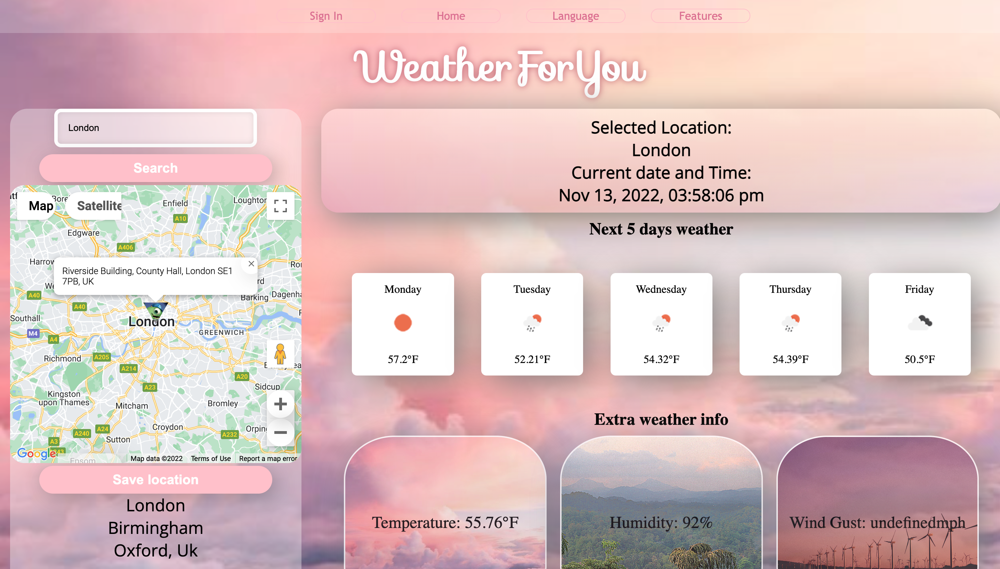 Sign In
Home
Language
Features
Weather For You
London
Search
Map
Satellite
Enfield
A10
Edgware
A406
Riverside Building, County Hall, London SE1
7PB, UK
A40
Barking
A40
Southall
London
M4
GREENWICH
A4
Richmond
A205
A214
A20
A23
Sidcup
Kingston
upon Thames
Mitcham
Bromley
Croydon
A24
A240
A232
Sutton
A3
Google
Epsom
Map data ©2022
Terms of Use
Report a map error
Save location
London
Birmingham
Oxford, Uk
Selected Location:
London
Current date and Time:
Nov 13, 2022, 03:58:06 pm
Next 5 days weather
Monday
57.2°F
Tuesday
52.21°F
Wednesday
54.32°F
Thursday
54.39°F
Friday
50.5°F
Extra weather info
Temperature: 55.76°F
Humidity: 92%
Wind Gust: undefinedmph